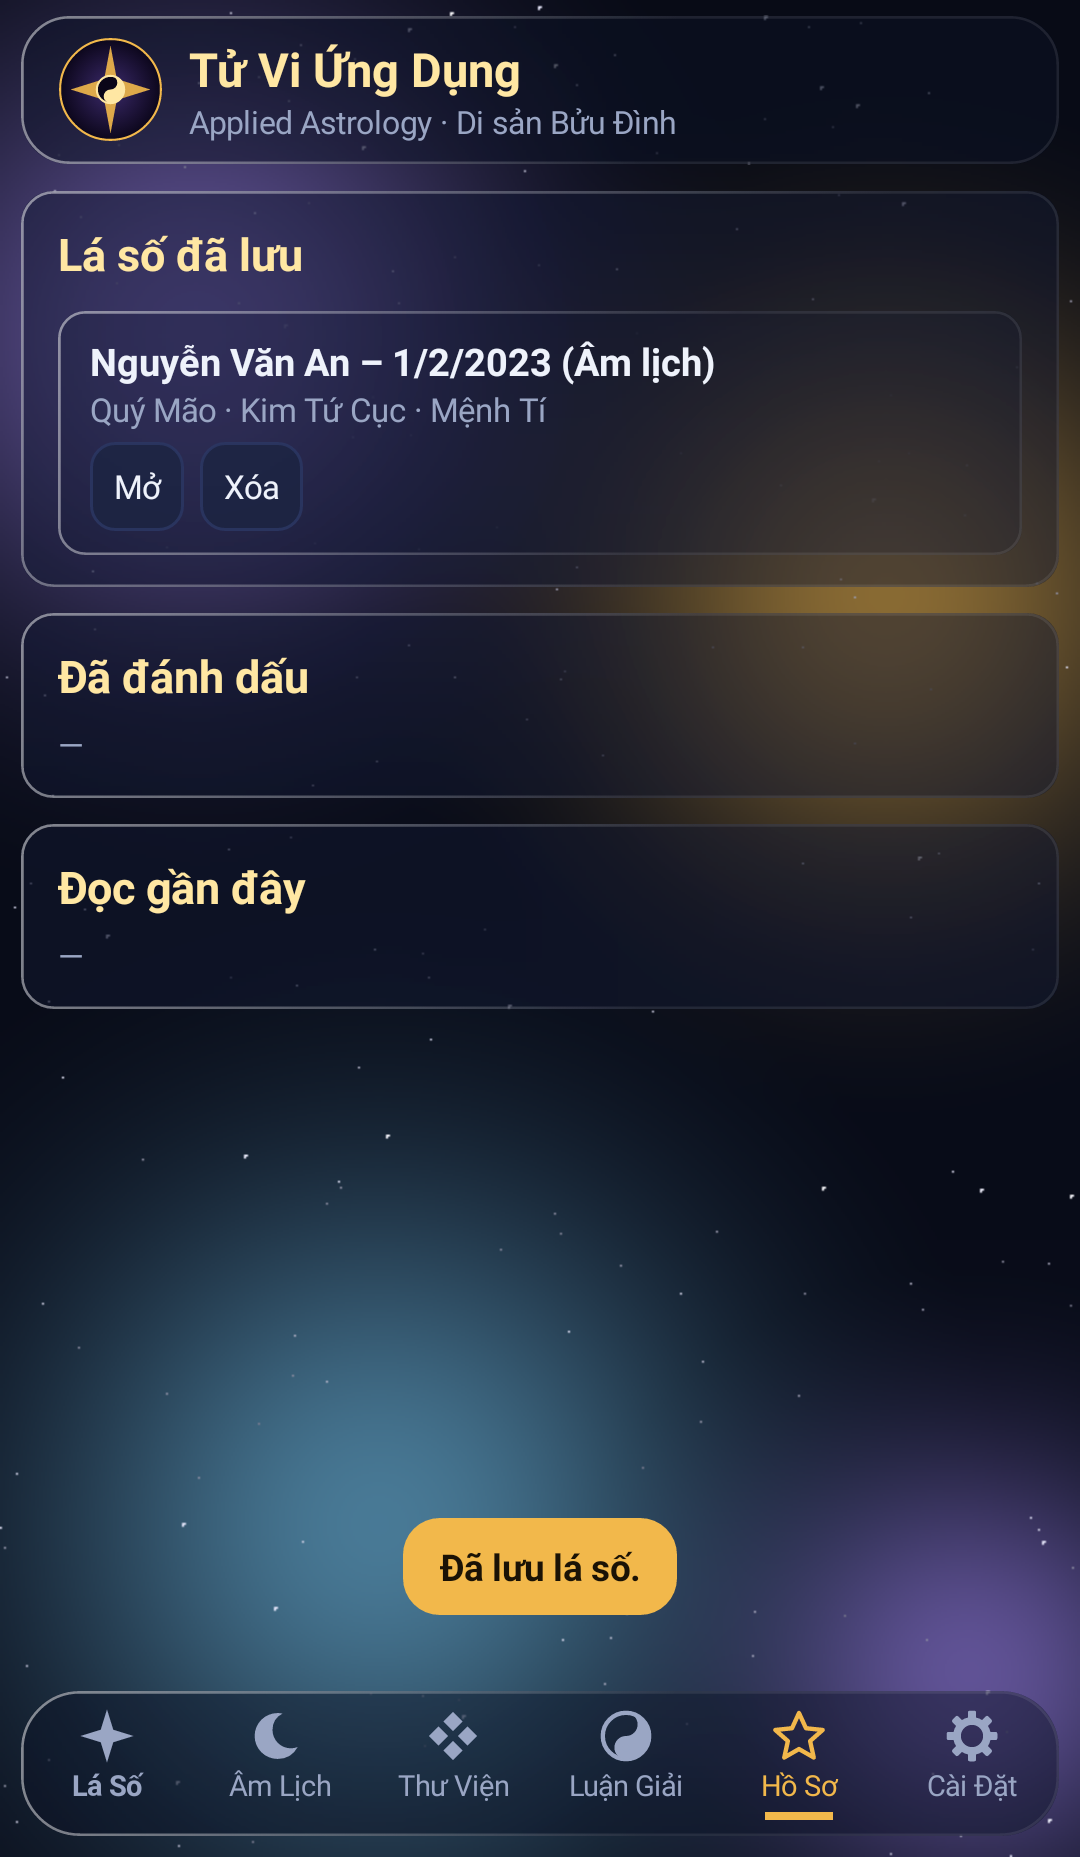 Tử Vi Ứng Dụng
Applied Astrology · Di sản Bửu Đình
Lá số đã lưu
Nguyễn Văn An – 1/2/2023 (Âm lịch)
Quý Mão · Kim Tứ Cục · Mệnh Tí
Mở Xóa
Đã đánh dấu
—
Đọc gần đây
—
Đã lưu lá số.
Lá Số Âm Lịch Thư Viện Luận Giải Hồ Sơ Cài Đặt